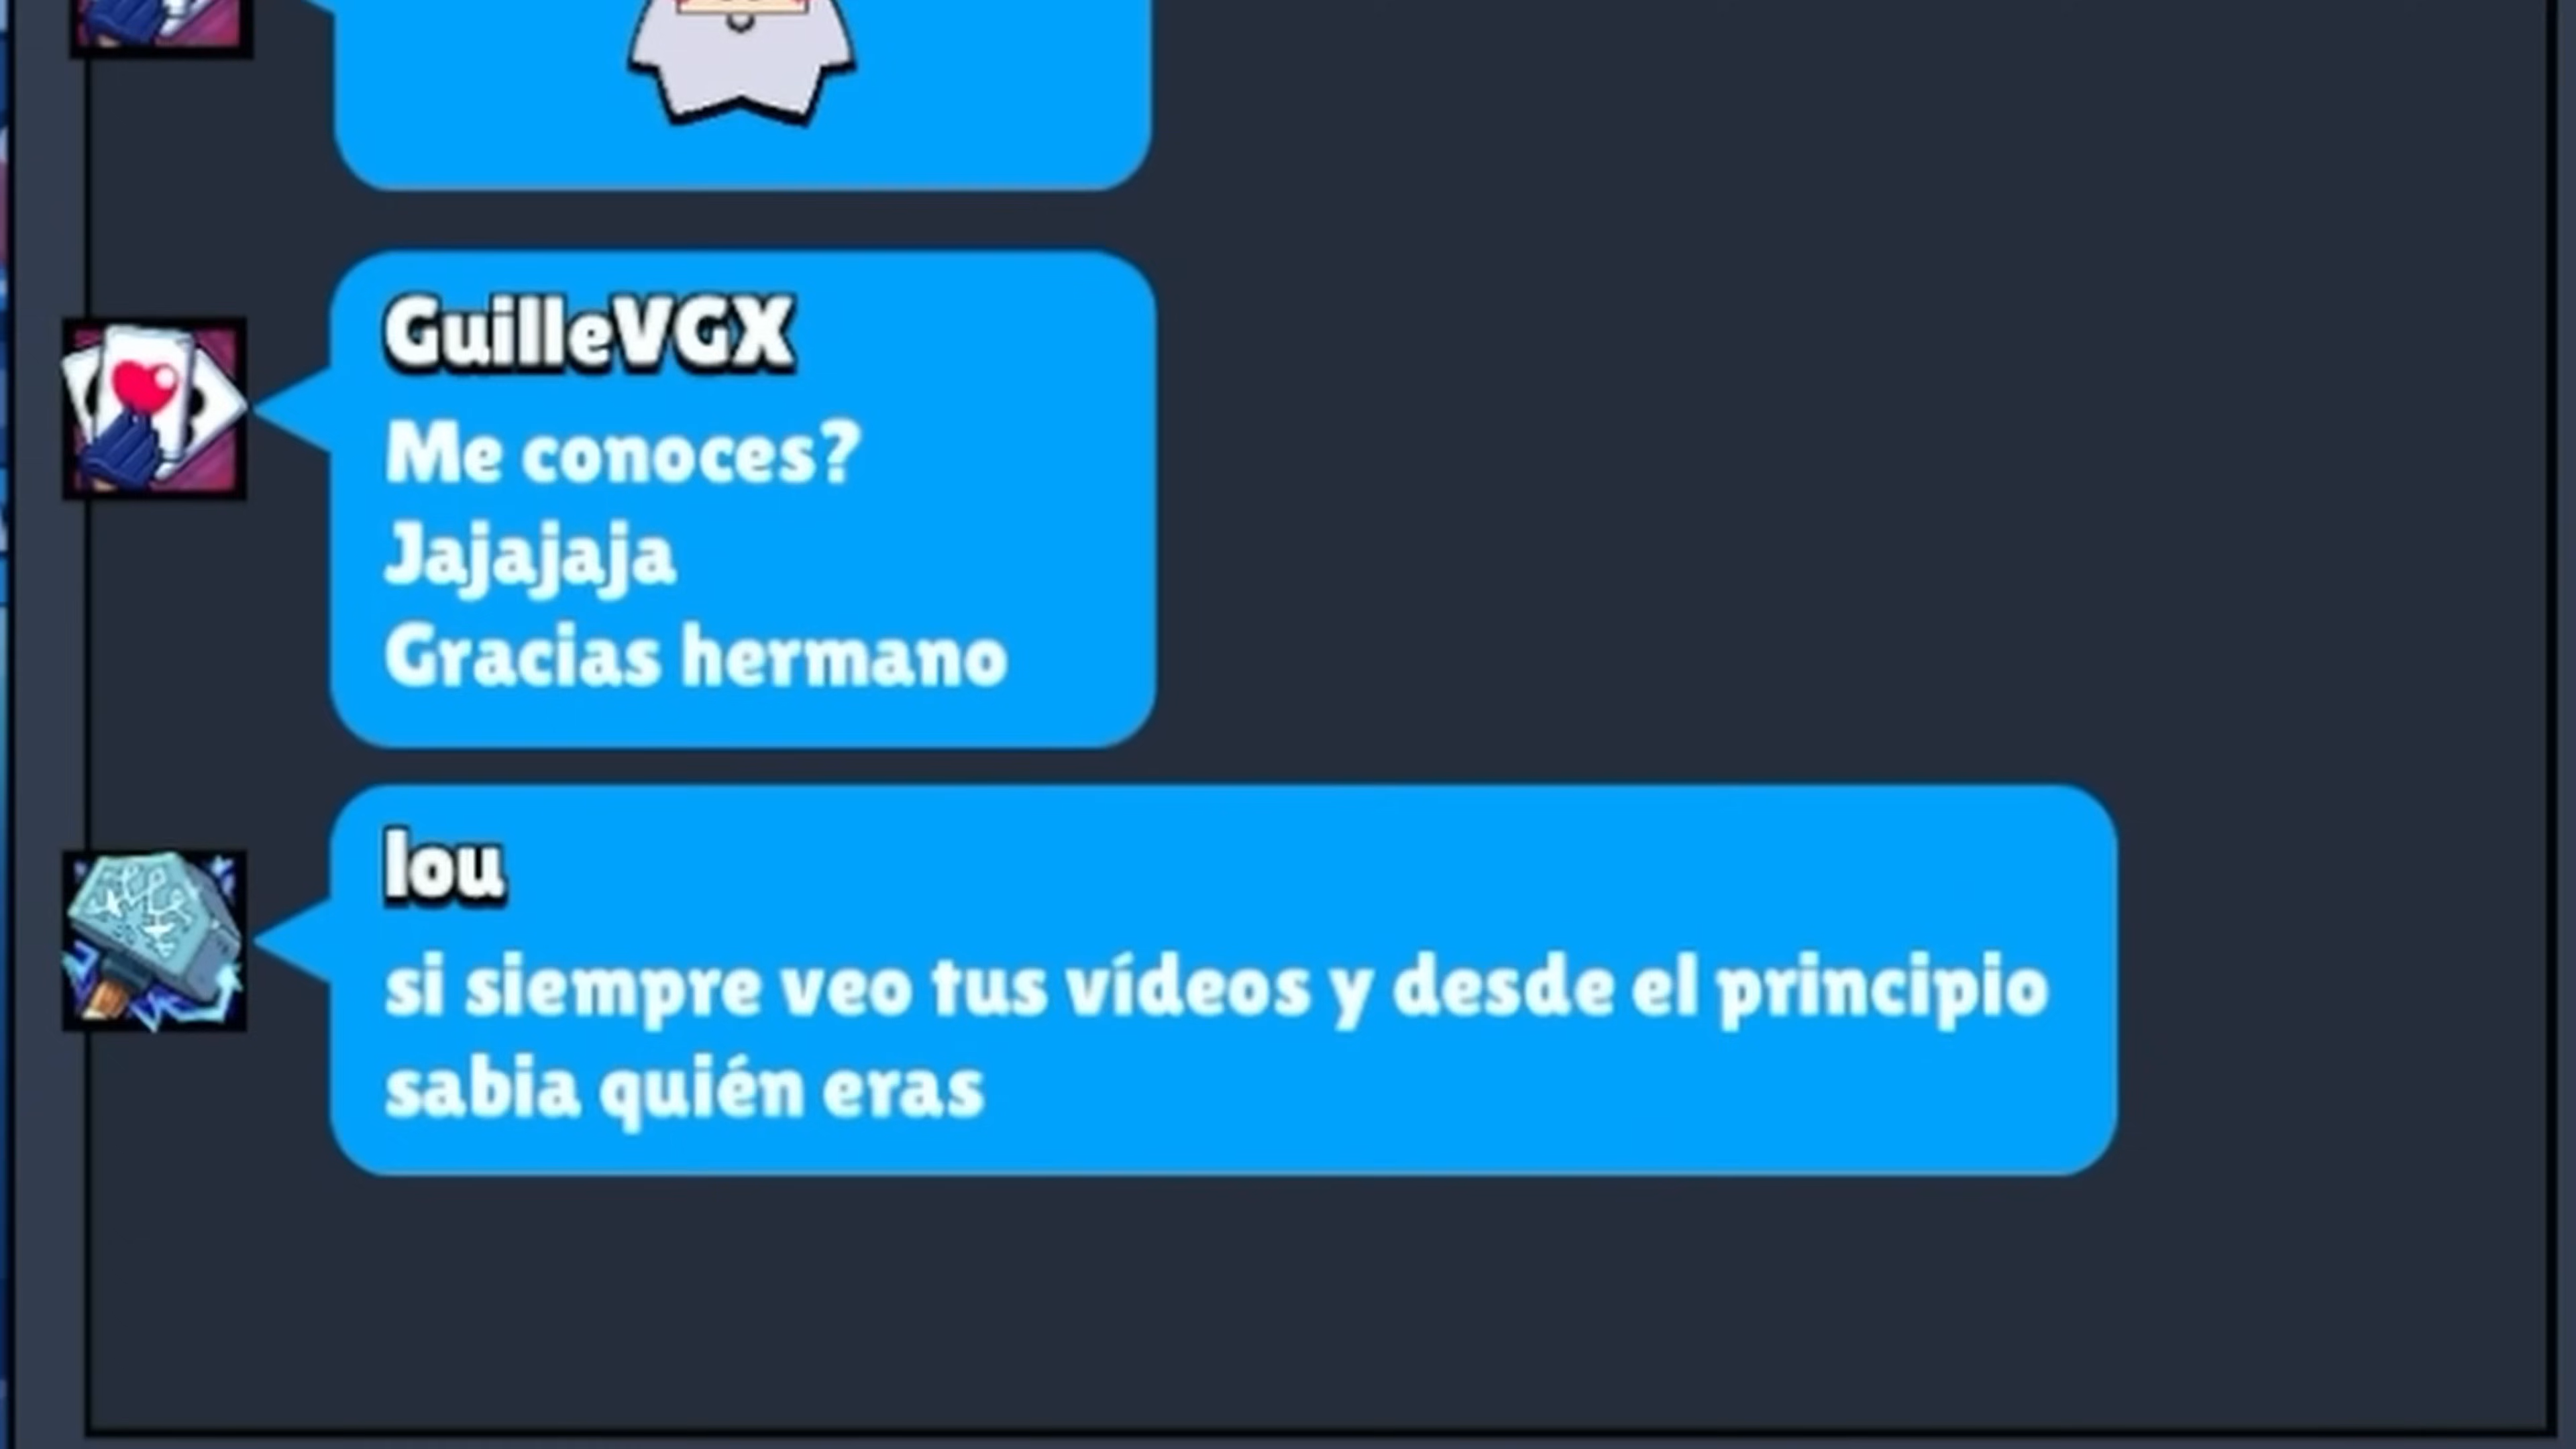 GuilleVGX
Me conoces?
Jajajaja
Gracias hermano
lou
si siempre veo tus vídeos y desde el principio
sabia quién eras